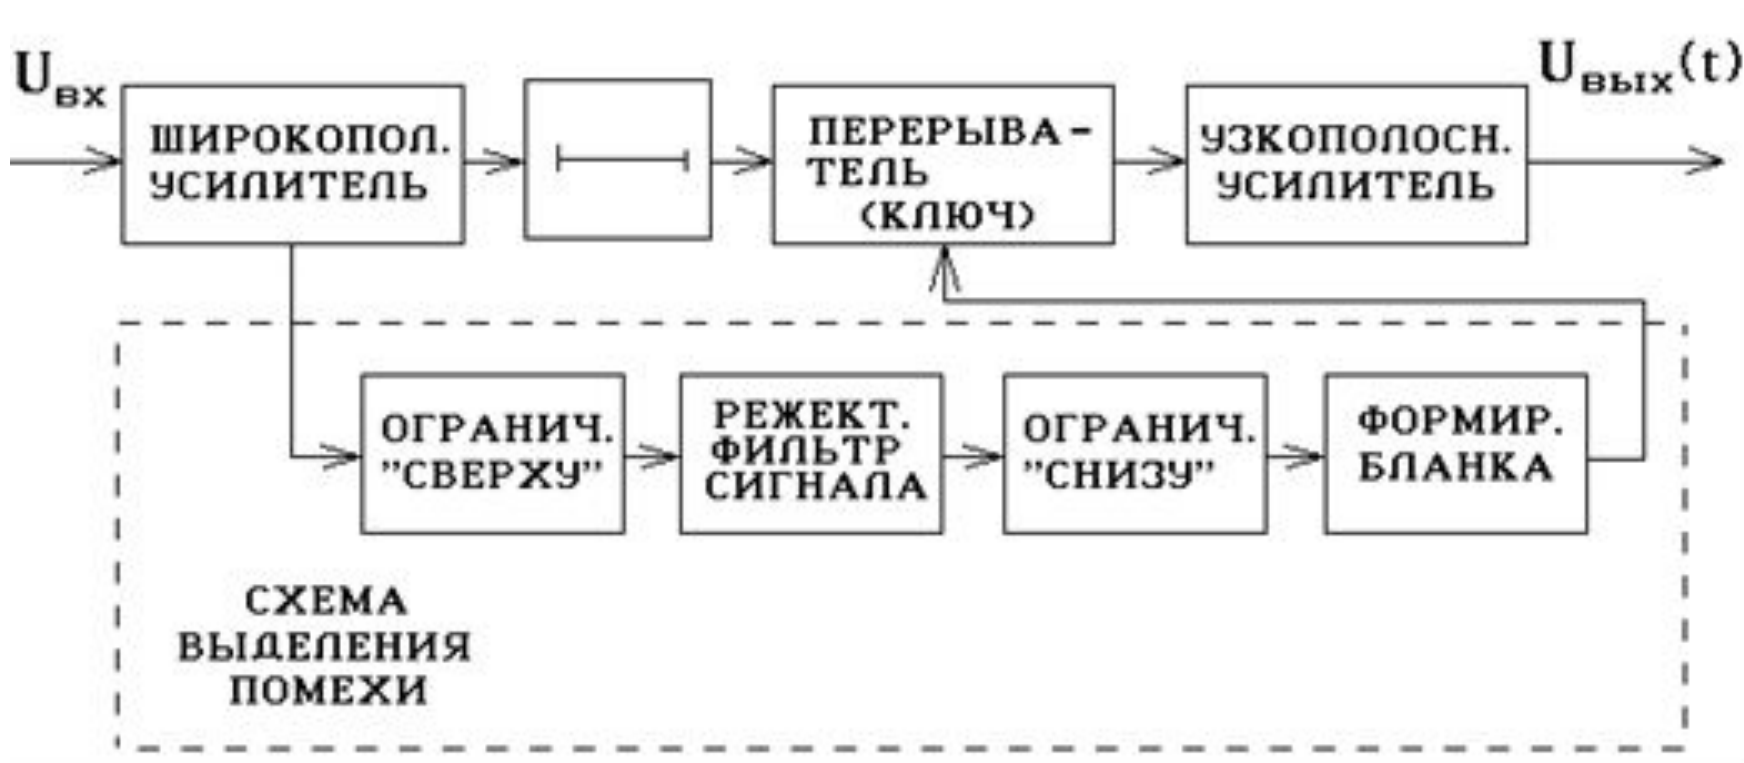 Uвх
ШИРОКОПОЛ.
УСИЛИТЕЛЬ
ПЕРЕРЫВА-
ТЕЛЬ
(КЛЮЧ)
УЗКОПОЛОСН.
УСИЛИТЕЛЬ
Uвых(t)
ОГРАНИЧ.
"СВЕРХУ"
РЕЖЕКТ.
ФИЛЬТР
СИГНАЛА
ОГРАНИЧ.
"СНИЗУ"
ФОРМИР.
БЛАНКА
СХЕМА
ВЫДЕЛЕНИЯ
ПОМЕХИ